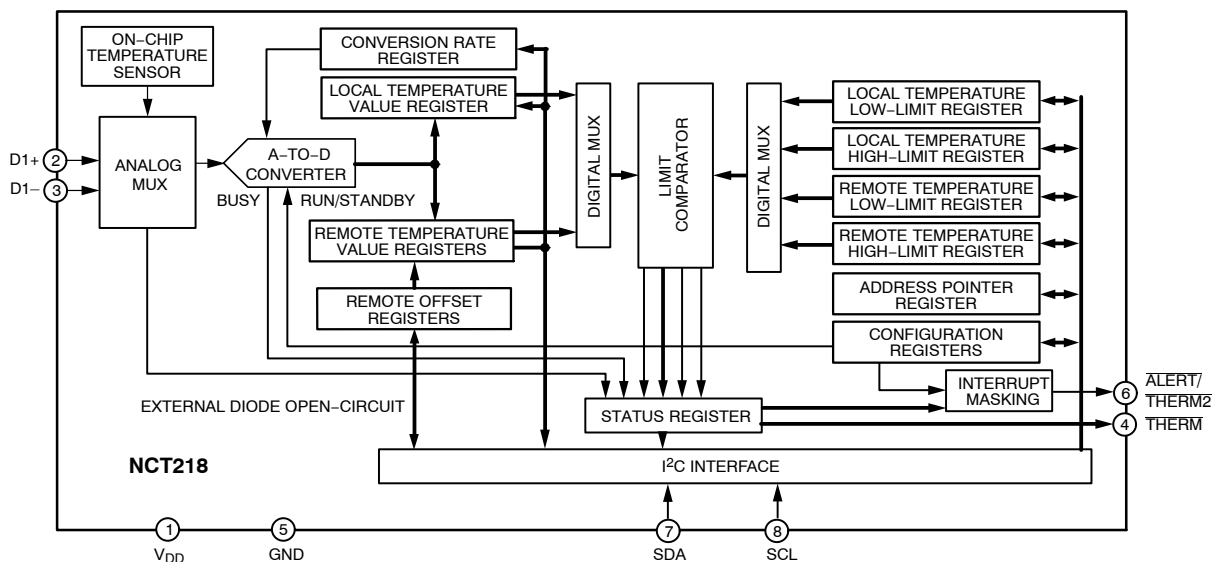 ON-CHIP
TEMPERATURE
SENSOR
CONVERSION RATE
REGISTER
LOCAL TEMPERATURE
VALUE REGISTER
LOCAL TEMPERATURE
LOW-LIMIT REGISTER
D1+
2
D1-
3
ANALOG
MUX
A-TO-D
CONVERTER
BUSY
RUN/STANDBY
DIGITAL MUX
LIMIT
COMPARATOR
DIGITAL MUX
LOCAL TEMPERATURE
HIGH-LIMIT REGISTER
REMOTE TEMPERATURE
LOW-LIMIT REGISTER
REMOTE TEMPERATURE
VALUE REGISTERS
REMOTE TEMPERATURE
HIGH-LIMIT REGISTER
REMOTE OFFSET
REGISTERS
ADDRESS POINTER
REGISTER
CONFIGURATION
REGISTERS
EXTERNAL DIODE OPEN-CIRCUIT
STATUS REGISTER
INTERRUPT
MASKING
6
ALERT/
THERM2
4
THERM
NCT218
I²C INTERFACE
1
5
7
8
VDD
GND
SDA
SCL